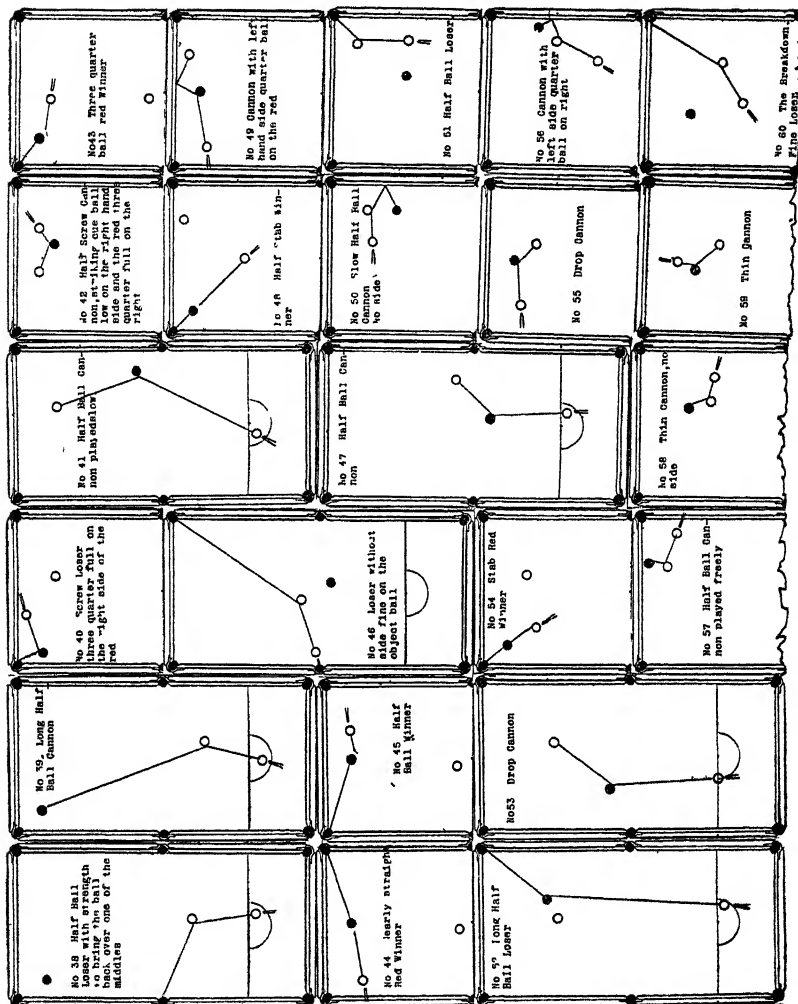 No 38 Half Ball
Loser with strength
to bring the ball
back over one of the
middles
No 39, Long Half
Ball Cannon
No 40 Screw Loser
three quarter full on
the right side of the
red
No 41 Half Ball Can-
non played slow
No 42 Half Screw Can-
non, striking cue ball
low on the right hand
side and the red three
quarter full on the
right
No43 Three quarter
ball red Winner
No 44 Nearly straight
Red Winner
No 45 Half
Ball Winner
No 46 Loser without
side fine on the
object ball
No 47 Half Ball Can-
non
No 48 Half Stab Win-
ner
No 49 Cannon with left
hand side quarter ball
on the red
No 50 Slow Half Ball
Cannon
No side
No 51 Half Ball Loser
No 52 Long Half
Ball Loser
No53 Drop Cannon
No 54 Stab Red
Winner
No 55 Drop Cannon
No 56 Cannon with
left side quarter
ball on right
No 57 Half Ball Can-
non played freely
No 58 Thin Cannon, no
side
No 59 Thin Cannon
No 60 The Breakdown.
Fine Loser